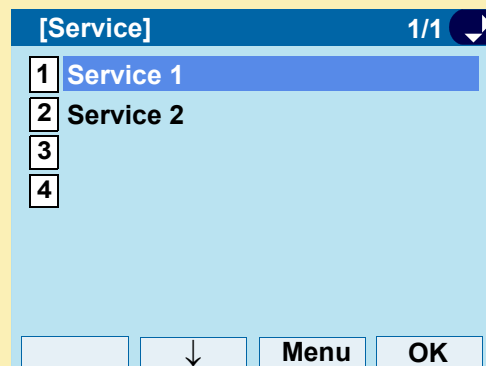 [Service] 1/1
1 Service 1
2 Service 2
3
4
↓ Menu OK